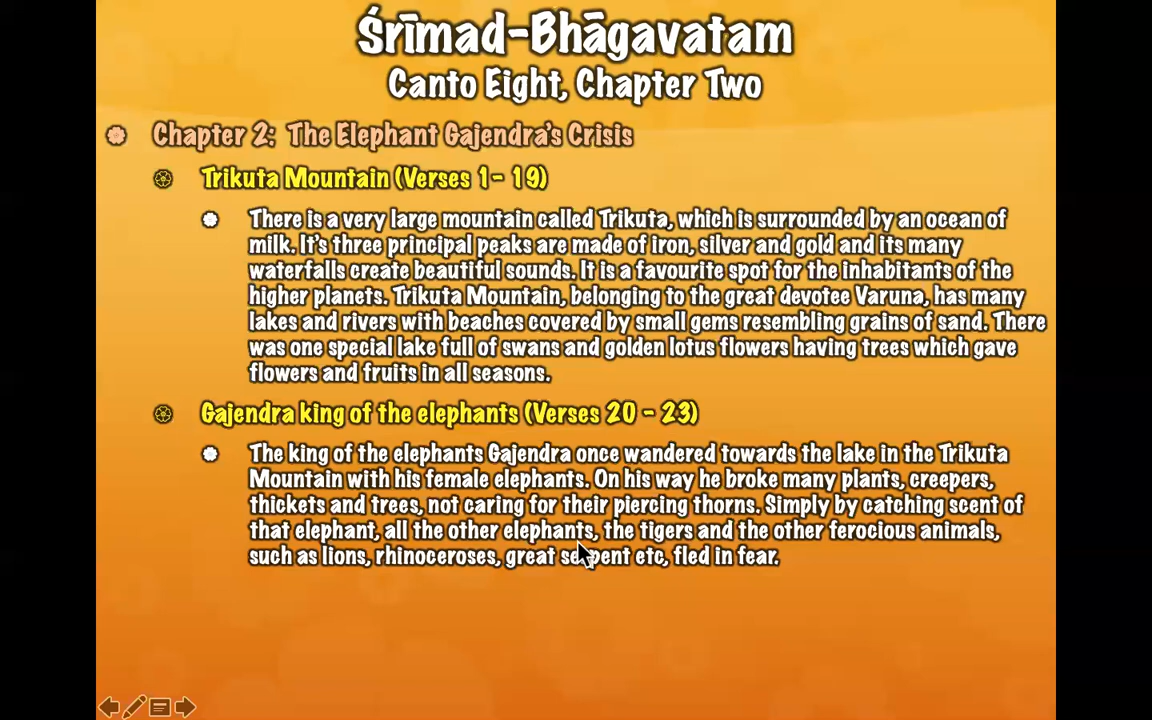 Śrīmad-Bhāgavatam
Canto Eight, Chapter Two
Chapter 2: The Elephant Gajendra's Crisis
Trikuta Mountain (Verses 1- 19)
There is a very large mountain called Trikuta, which is surrounded by an ocean of
milk. It's three principal peaks are made of iron, silver and gold and its many
waterfalls create beautiful sounds. It is a favourite spot for the inhabitants of the
higher planets. Trikuta Mountain, belonging to the great devotee Varuna, has many
lakes and rivers with beaches covered by small gems resembling grains of sand. There
was one special lake full of swans and golden lotus flowers having trees which gave
flowers and fruits in all seasons.
Gajendra king of the elephants (Verses 20 - 23)
The king of the elephants Gajendra once wandered towards the lake in the Trikuta
Mountain with his female elephants. On his way he broke many plants, creepers,
thickets and trees, not caring for their piercing thorns. Simply by catching scent of
that elephant, all the other elephants, the tigers and the other ferocious animals,
such as lions, rhinoceroses, great serpent etc, fled in fear.